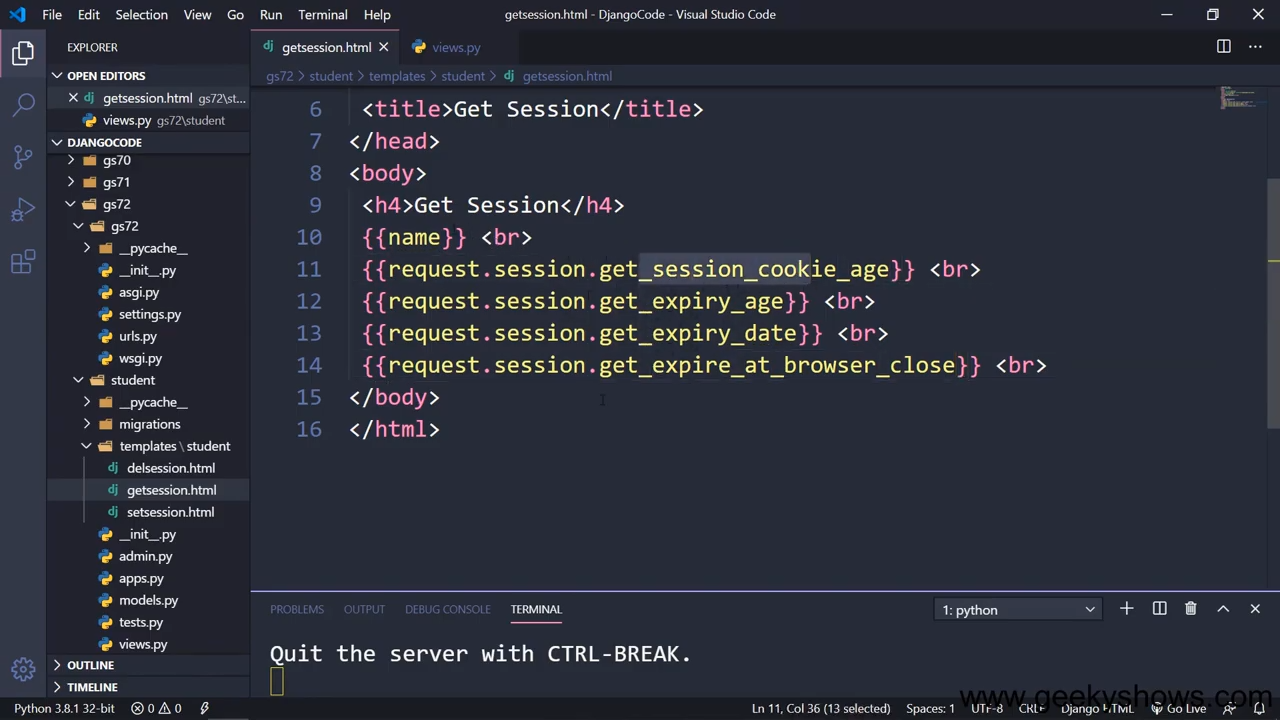 File Edit Selection View Go Run Terminal Help getsession.html - DjangoCode - Visual Studio Code
EXPLORER
OPEN EDITORS
getsession.html gs72\st...
views.py gs72\student
DJANGOCODE
gs70
gs71
gs72
gs72
__pycache__
__init__.py
asgi.py
settings.py
urls.py
wsgi.py
student
__pycache__
migrations
templates \ student
delsession.html
getsession.html
setsession.html
__init__.py
admin.py
apps.py
models.py
tests.py
views.py
OUTLINE
TIMELINE
getsession.html views.py
gs72 > student > templates > student > getsession.html
6 <title>Get Session</title>
7 </head>
8 <body>
9 <h4>Get Session</h4>
10 {{name}} <br>
11 {{request.session.get_session_cookie_age}} <br>
12 {{request.session.get_expiry_age}} <br>
13 {{request.session.get_expiry_date}} <br>
14 {{request.session.get_expire_at_browser_close}} <br>
15 </body>
16 </html>
PROBLEMS OUTPUT DEBUG CONSOLE TERMINAL 1: python
Quit the server with CTRL-BREAK.
www.geekyshows.com
Python 3.8.1 32-bit 0 0 Ln 11, Col 36 (13 selected) Spaces: 1 UTF-8 CRLF Django HTML Go Live